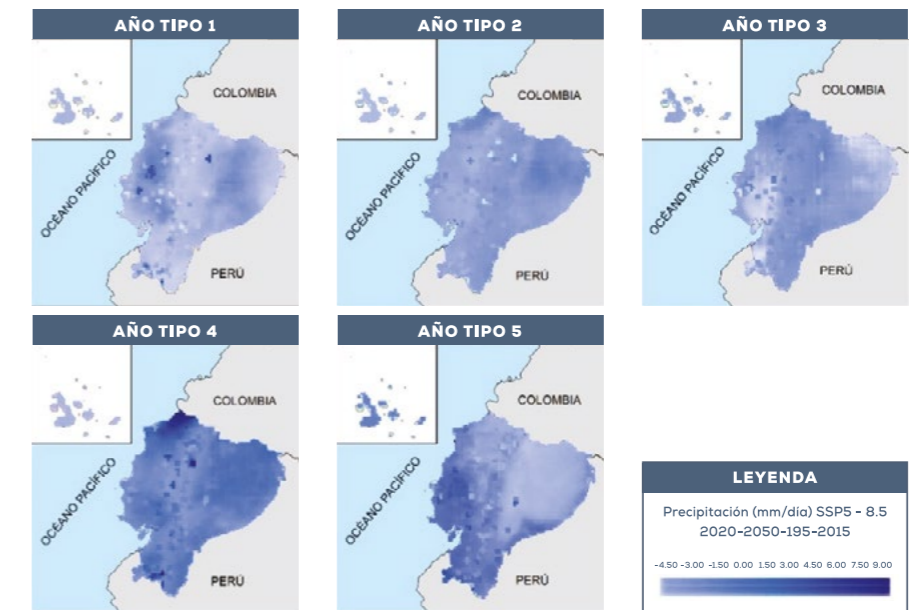 AÑO TIPO 1
COLOMBIA
OCÉANO PACÍFICO
PERÚ
AÑO TIPO 2
COLOMBIA
OCÉANO PACÍFICO
PERÚ
AÑO TIPO 3
COLOMBIA
OCÉANO PACÍFICO
PERÚ
AÑO TIPO 4
COLOMBIA
OCÉANO PACÍFICO
PERÚ
AÑO TIPO 5
COLOMBIA
OCÉANO PACÍFICO
PERÚ
LEYENDA
Precipitación (mm/día) SSP5 - 8.5
2020-2050-195-2015
-4.50 -3.00 -1.50 0.00 1.50 3.00 4.50 6.00 7.50 9.00